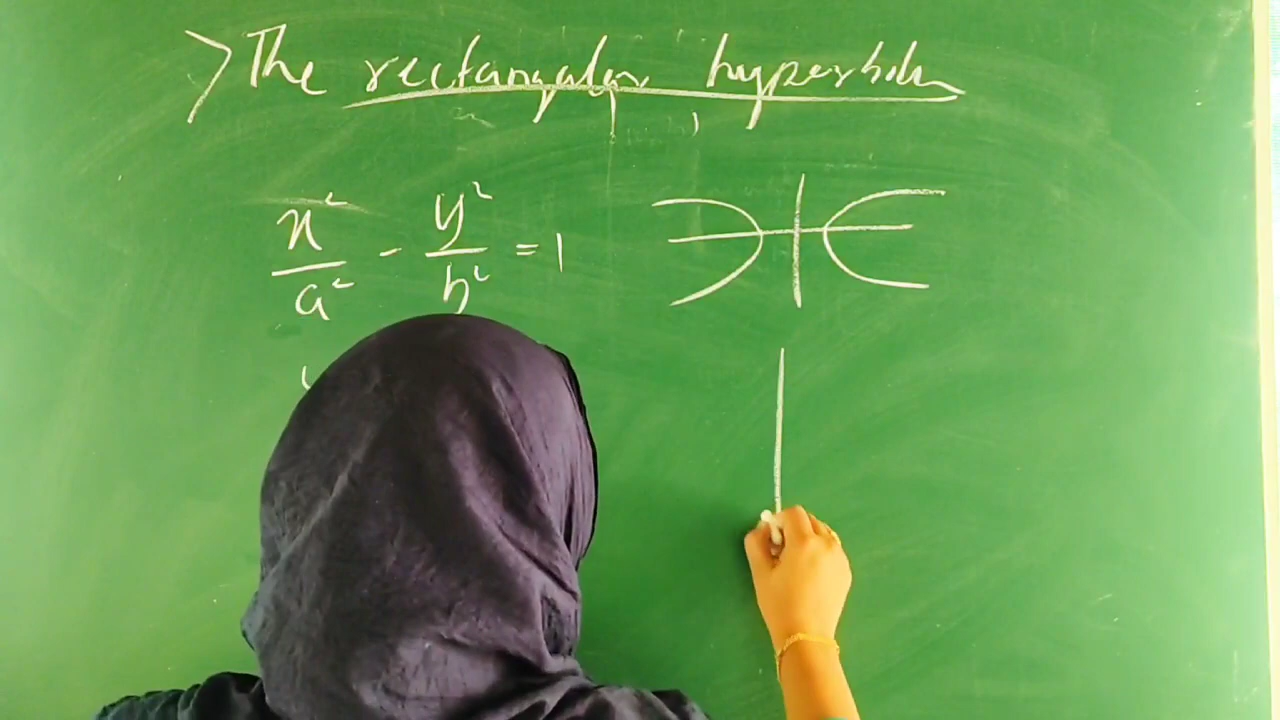 > The rectangular hyperbola
x²/a² - y²/b² = 1